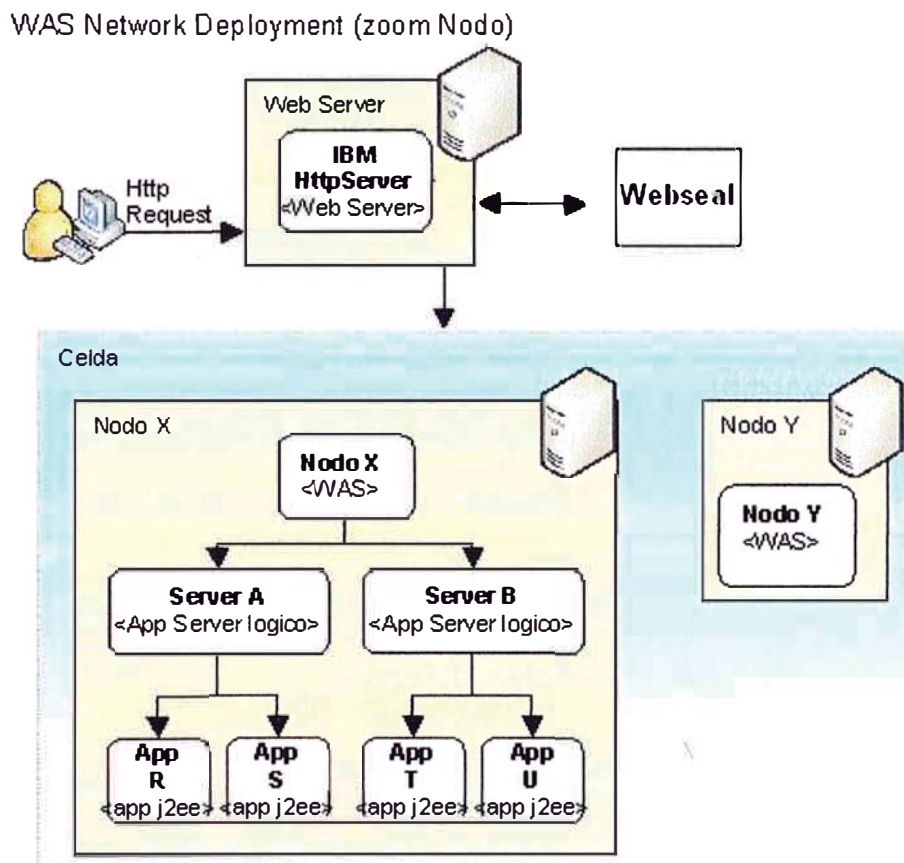 WAS Network Deployment (zoom Nodo)
Web Server
IBM
HttpServer
<Web Server>
Http
Request
Webseal
Celda
Nodo X
Nodo X
<WAS>
Server A
<App Server logico>
Server B
<App Server logico>
App
R
<app j2ee>
App
S
<app j2ee>
App
T
<app j2ee>
App
U
<app j2ee>
Nodo Y
Nodo Y
<WAS>